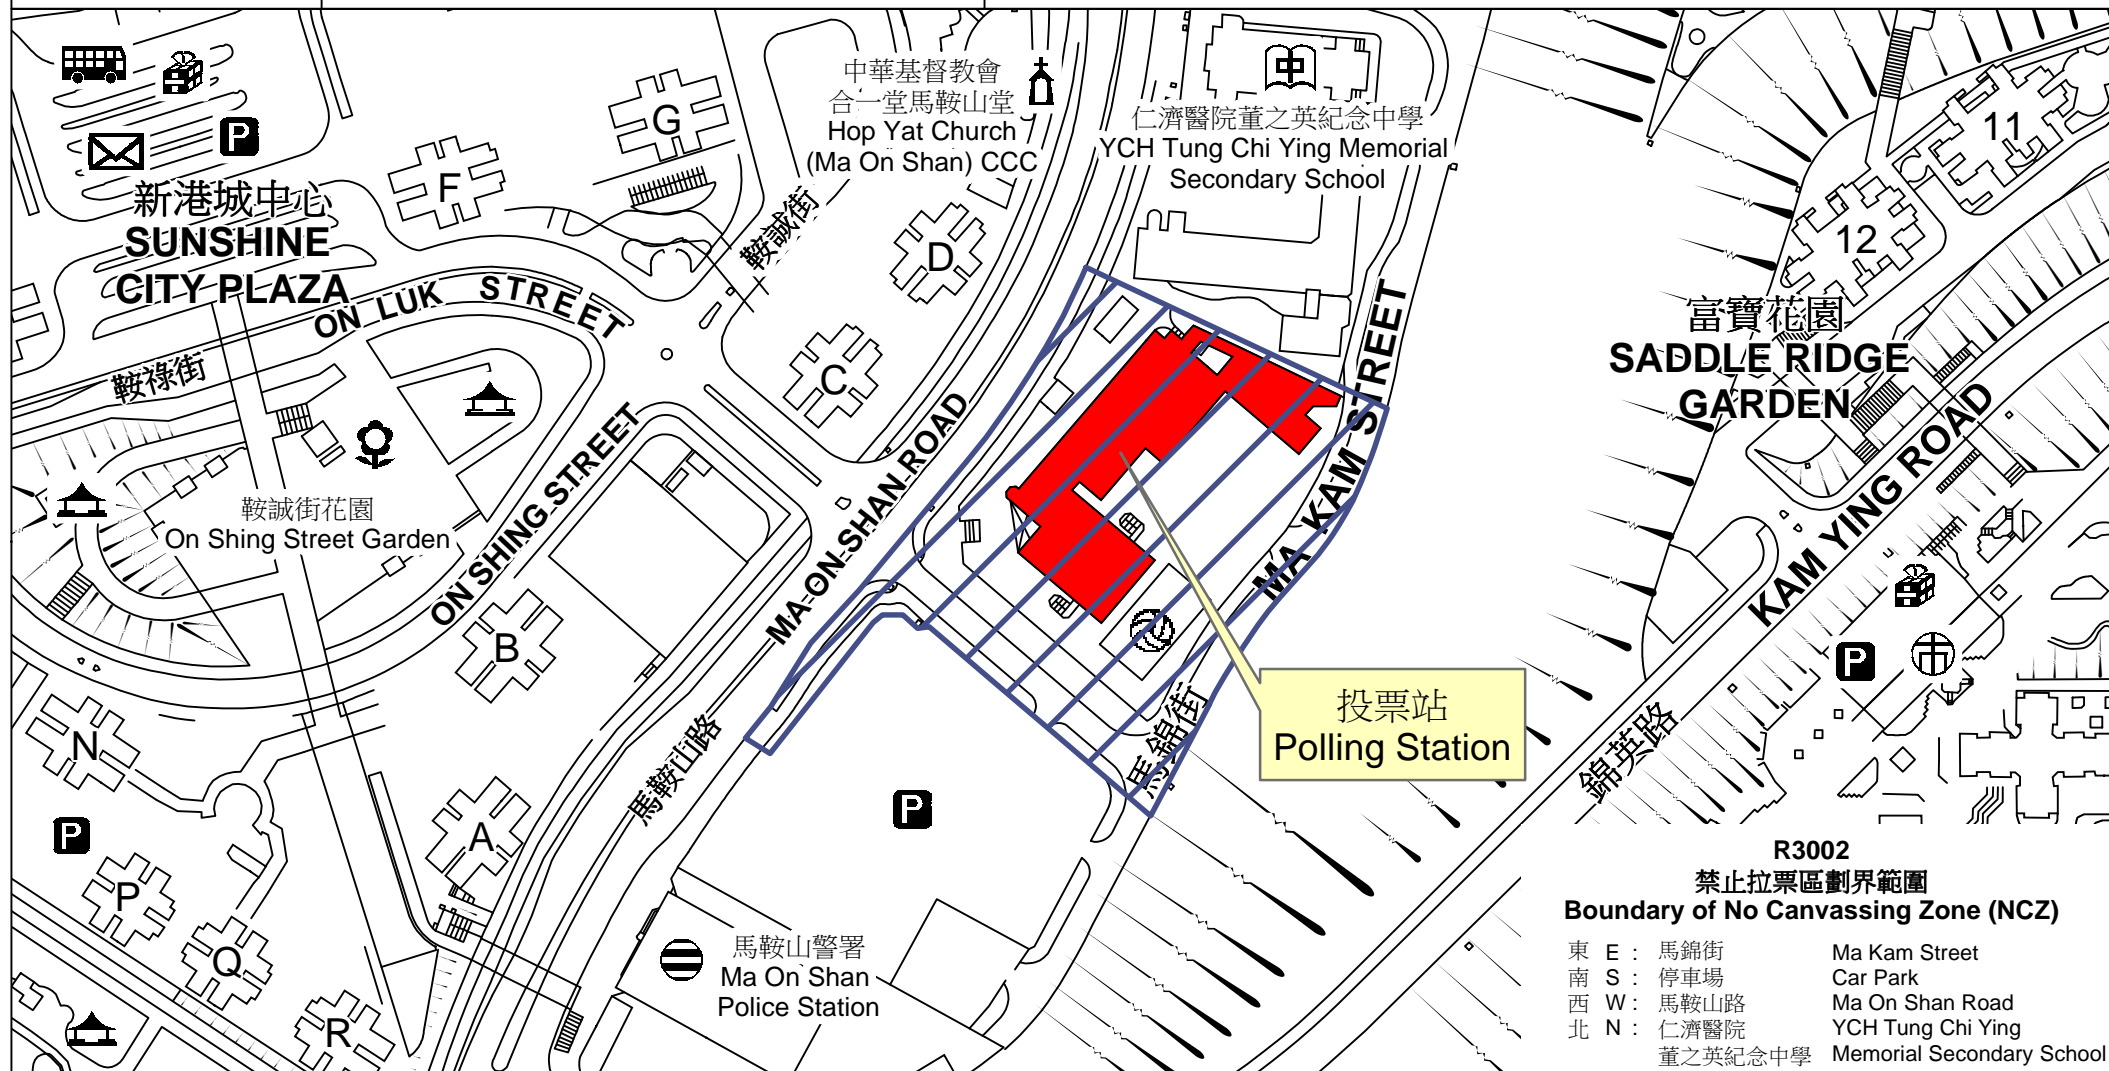 中華基督教會
合一堂馬鞍山堂
Hop Yat Church
(Ma On Shan) CCC
中
仁濟醫院董之英紀念中學
YCH Tung Chi Ying Memorial
Secondary School
G
F
D
C
P
新港城中心
SUNSHINE
CITY PLAZA
鞍誠街
ON LUK STREET
鞍祿街
11
12
富寶花園
SADDLE RIDGE
GARDEN
鞍誠街花園
On Shing Street Garden
ON SHING STREET
MA ON SHAN ROAD
馬鞍山路
MA KAM STREET
馬錦街
KAM YING ROAD
錦英路
投票站
Polling Station
B
N
A
P
P
Q
R
P
P
馬鞍山警署
Ma On Shan
Police Station
R3002
禁止拉票區劃界範圍
Boundary of No Canvassing Zone (NCZ)
東 E : 馬錦街 Ma Kam Street
南 S : 停車場 Car Park
西 W : 馬鞍山路 Ma On Shan Road
北 N : 仁濟醫院 YCH Tung Chi Ying
董之英紀念中學 Memorial Secondary School